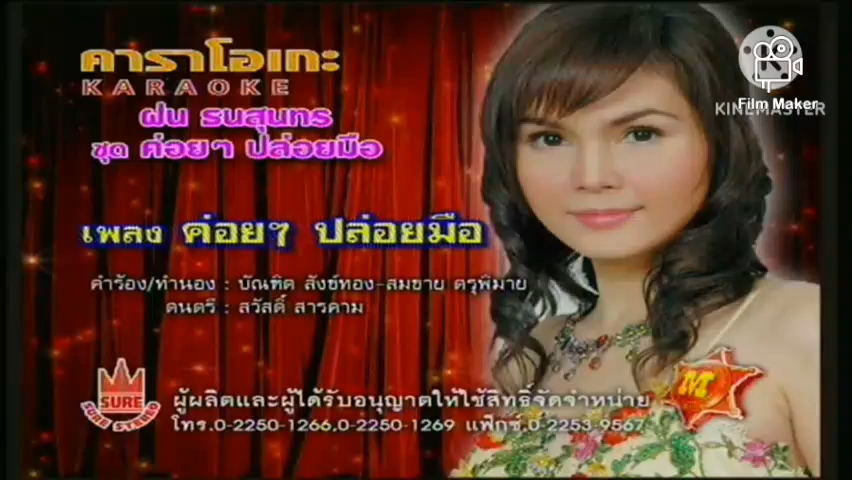 คาราโอเกะ
KARAOKE
ฝน ธนสุนทร
ชุด ค่อยๆ ปล่อยมือ
เพลง ค่อยๆ ปล่อยมือ
คำร้อง/ทำนอง : บัณฑิต สังข์ทอง-สมชาย ตรุพิมาย
ดนตรี : สวัสดิ์ สารคาม
SURE
SURE STEREO
ผู้ผลิตและผู้ได้รับอนุญาตให้ใช้สิทธิ์จัดจำหน่าย
โทร.0-2250-1266,0-2250-1269 แฟ็กซ์.0-2253-9567
M
Film Maker
KINEMASTER